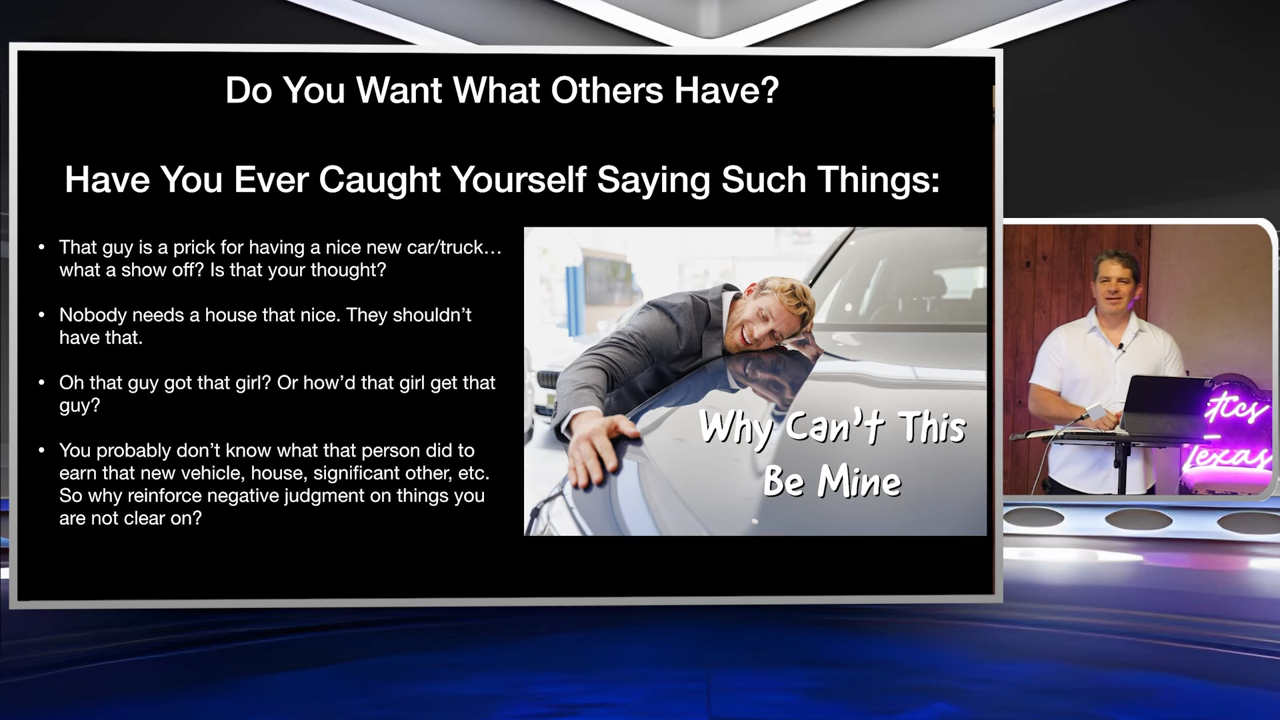 Do You Want What Others Have?
Have You Ever Caught Yourself Saying Such Things:
• That guy is a prick for having a nice new car/truck…
what a show off? Is that your thought?
• Nobody needs a house that nice. They shouldn’t
have that.
• Oh that guy got that girl? Or how’d that girl get that
guy?
• You probably don’t know what that person did to
earn that new vehicle, house, significant other, etc.
So why reinforce negative judgment on things you
are not clear on?
Why Can't This
Be Mine
Texas